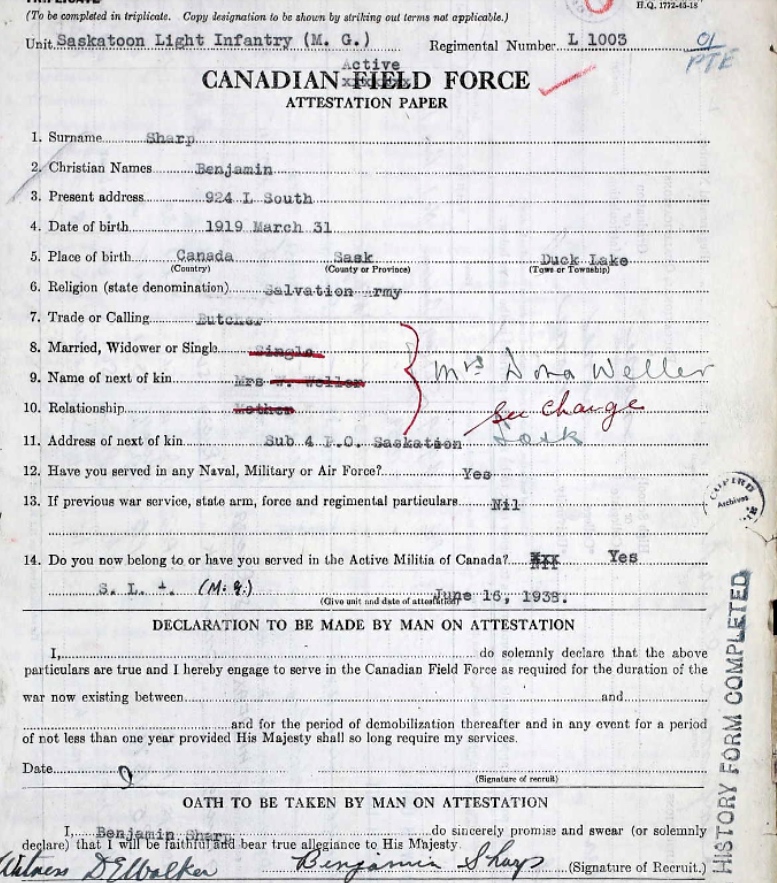 (To be completed in triplicate. Copy designation to be shown by striking out terms not applicable.)
H.Q. 1772-45-18
Unit. Saskatoon Light Infantry (M. G.) Regimental Number. L 1003
01
PTE
Active
CANADIAN FIELD FORCE
ATTESTATION PAPER
1. Surname Sharp
2. Christian Names Benjamin
3. Present address 924 L South
4. Date of birth 1919 March 31
5. Place of birth Canada Sask Duck Lake
(Country) (County or Province) (Town or Township)
6. Religion (state denomination) Salvation Army
7. Trade or Calling Butcher
8. Married, Widower or Single Single
9. Name of next of kin Mrs W. Weller Mrs Dora Weller
10. Relationship Mother See Change
11. Address of next of kin Sub 4 P.O. Saskatoon Sask
12. Have you served in any Naval, Military or Air Force? Yes
13. If previous war service, state arm, force and regimental particulars Nil
14. Do you now belong to or have you served in the Active Militia of Canada? Yes
S. L. I. (M. G.) June 16, 1938.
(Give unit and date of attestation)
DECLARATION TO BE MADE BY MAN ON ATTESTATION
I, do solemnly declare that the above
particulars are true and I hereby engage to serve in the Canadian Field Force as required for the duration of the
war now existing between and
and for the period of demobilization thereafter and in any event for a period
of not less than one year provided His Majesty shall so long require my services.
Date
(Signature of recruit)
OATH TO BE TAKEN BY MAN ON ATTESTATION
I, Benjamin Sharp do sincerely promise and swear (or solemnly
declare) that I will be faithful and bear true allegiance to His Majesty.
Witness D E Walker Benjamin Sharp (Signature of Recruit.)
Archives
HISTORY FORM COMPLETED